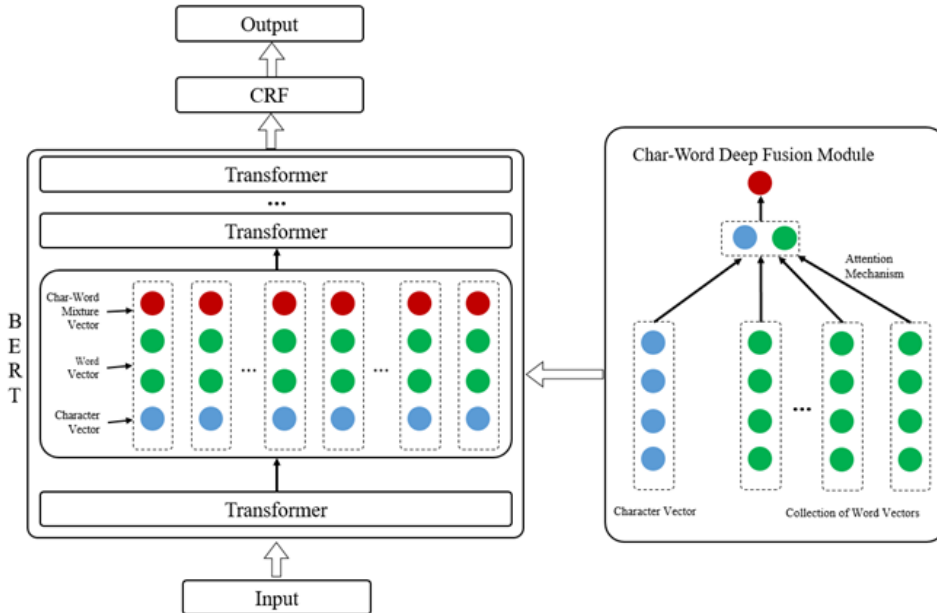 Output
CRF
Transformer
...
Transformer
Char-Word
Mixture
Vector
Word
Vector
Character
Vector
...
...
Transformer
Input
BERT
Char-Word Deep Fusion Module
Attention
Mechanism
...
Character Vector
Collection of Word Vectors